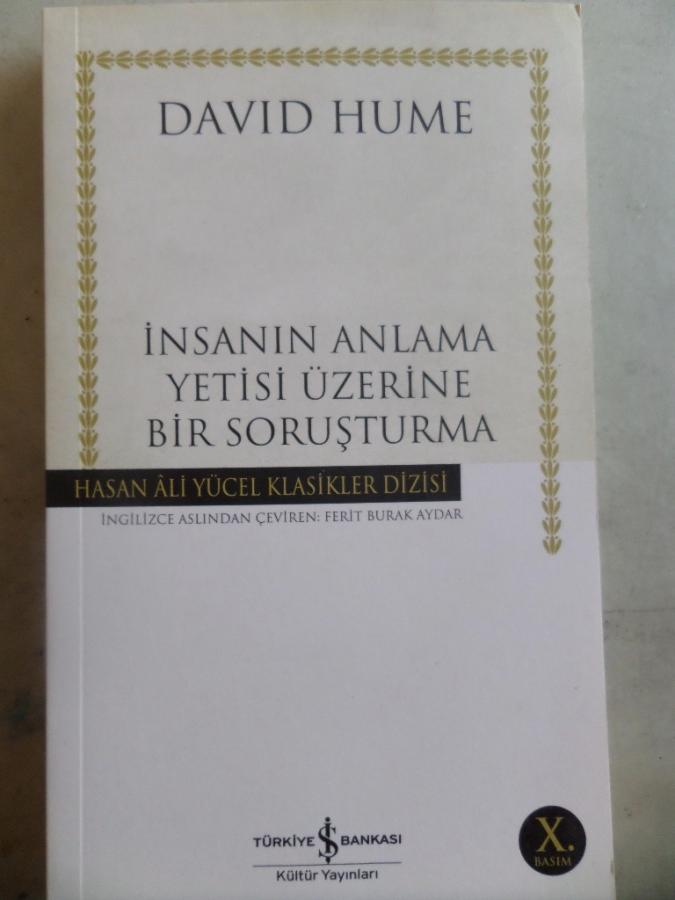 DAVID HUME
İNSANIN ANLAMA
YETİSİ ÜZERİNE
BİR SORUŞTURMA
HASAN ÂLİ YÜCEL KLASİKLER DİZİSİ
İNGİLİZCE ASLINDAN ÇEVİREN: FERİT BURAK AYDAR
X.
BASIM
TÜRKİYE İŞ BANKASI
Kültür Yayınları